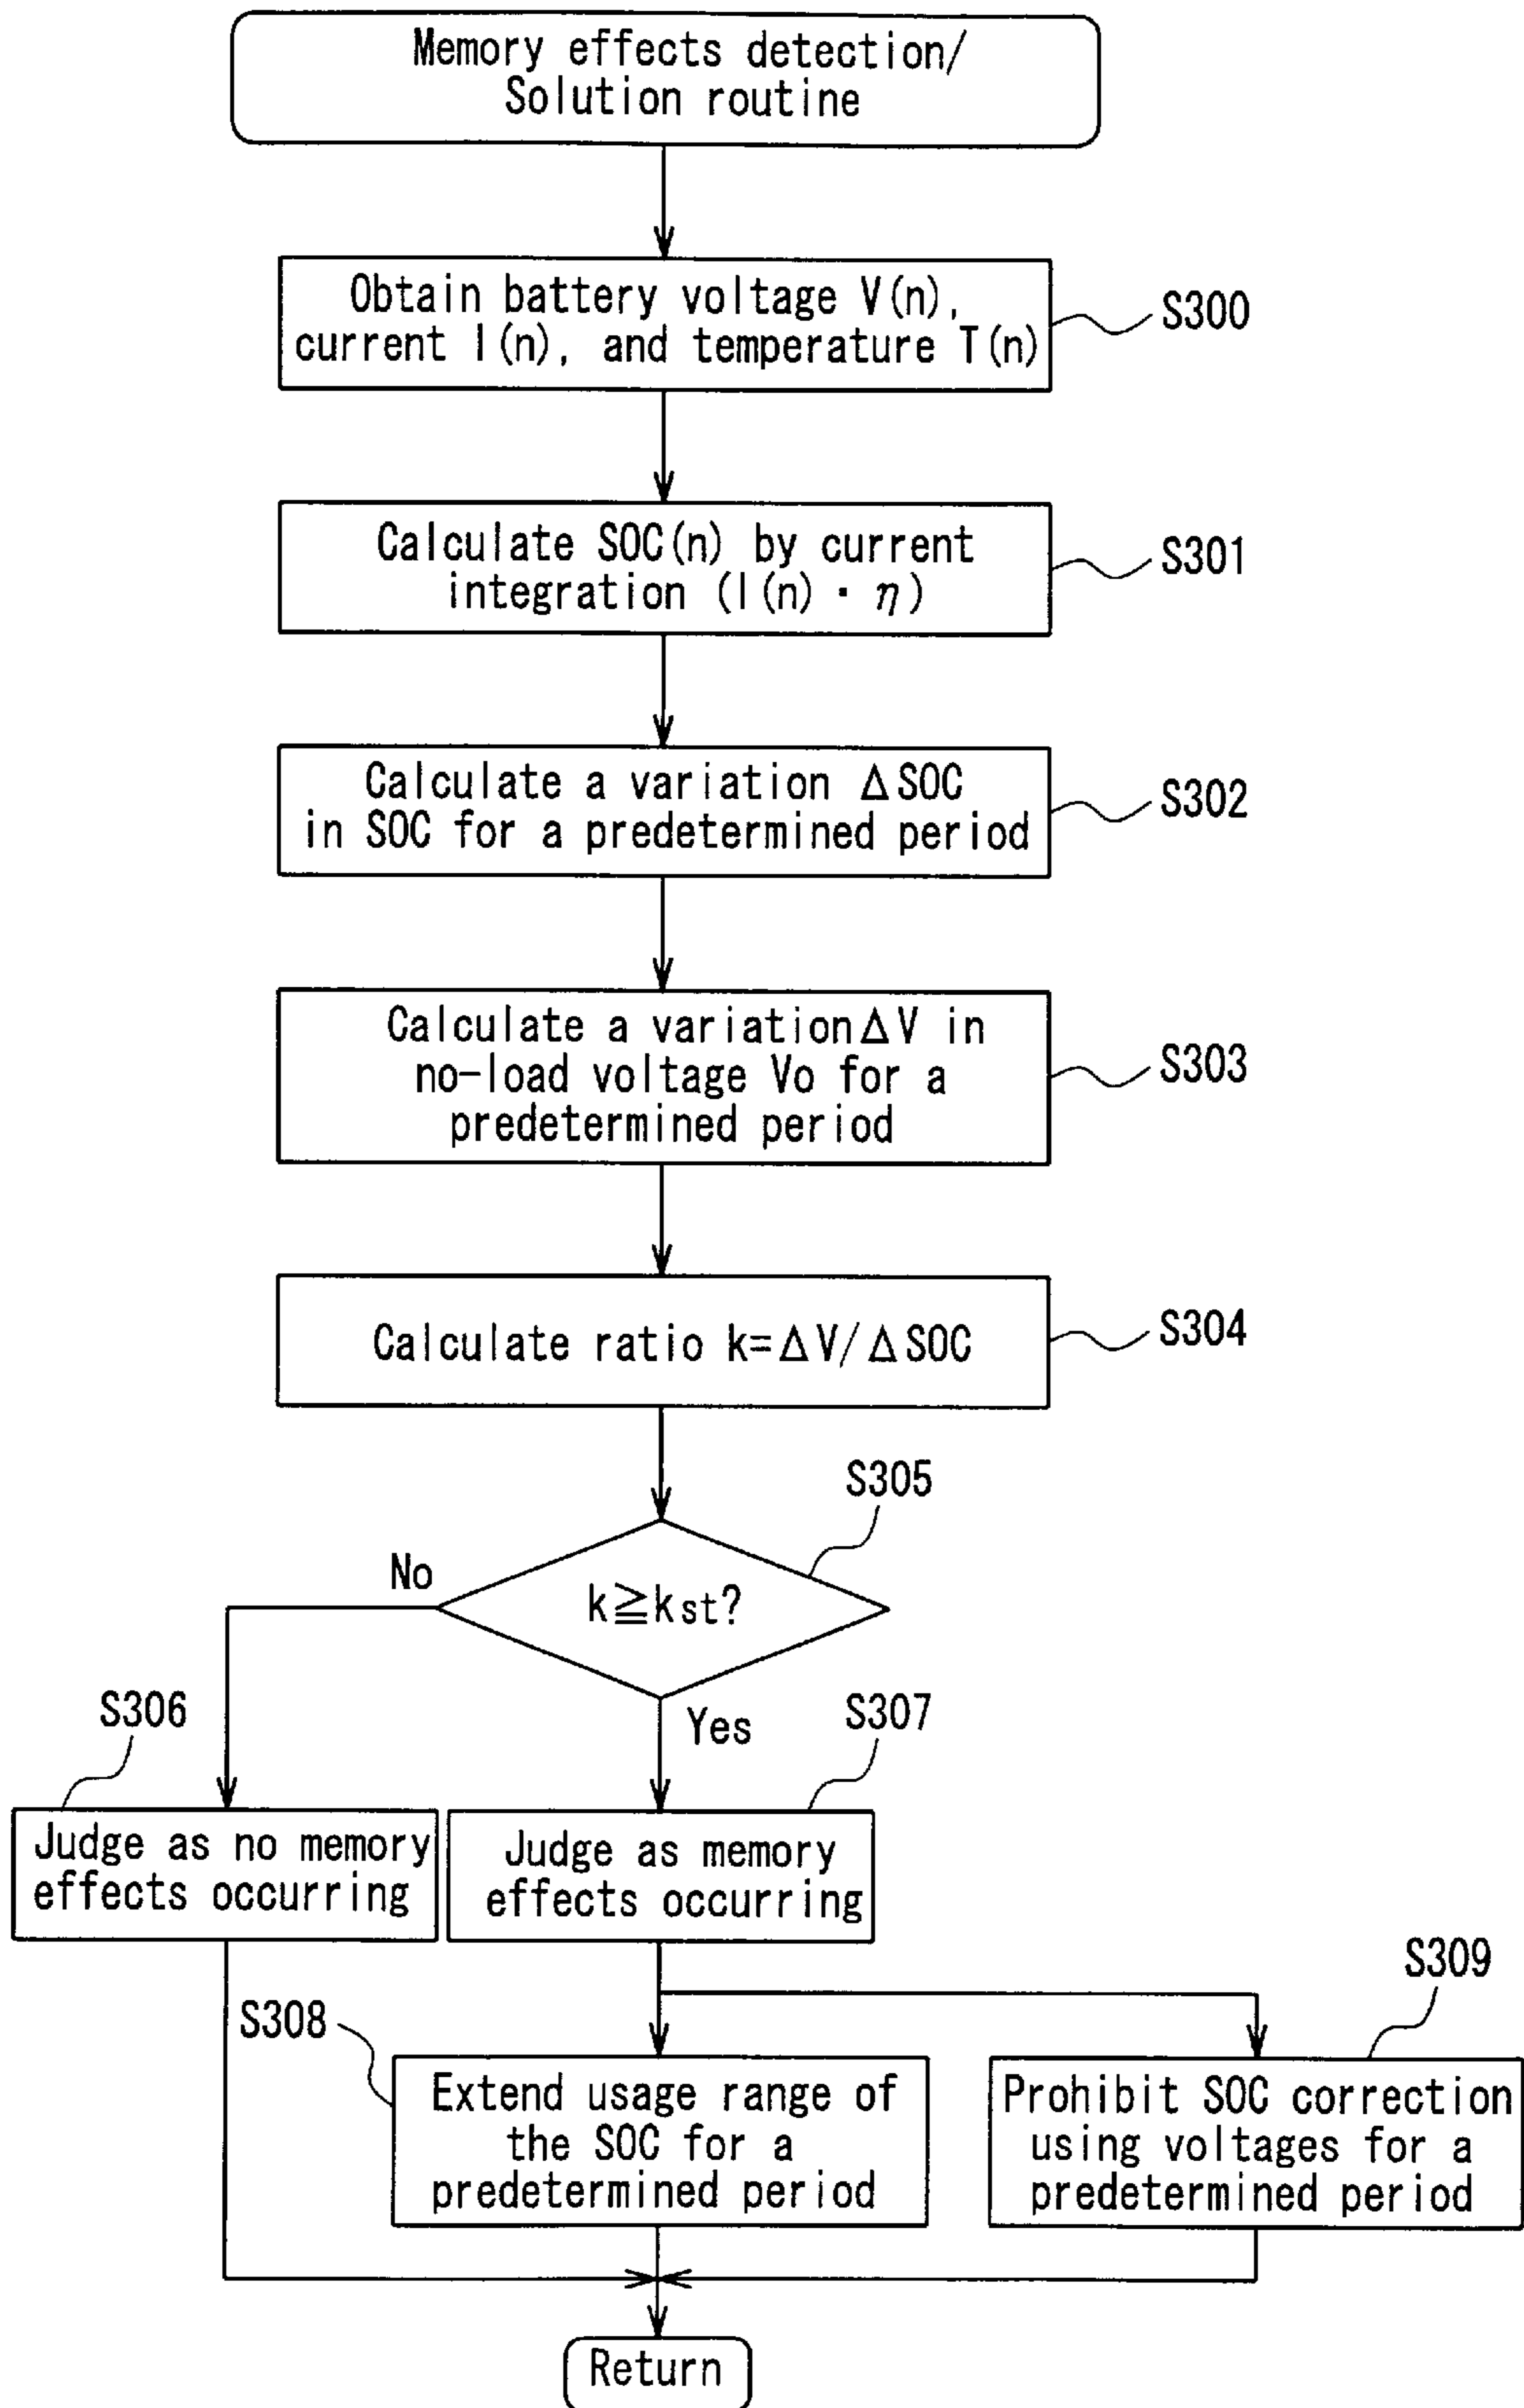 Memory effects detection/
Solution routine
Obtain battery voltage V(n),
current I(n), and temperature T(n)
S300
Calculate SOC(n) by current
integration (I(n)・η)
S301
Calculate a variation ΔSOC
in SOC for a predetermined period
S302
Calculate a variation ΔV in
no-load voltage Vo for a
predetermined period
S303
Calculate ratio k=ΔV/ΔSOC
S304
S305
No
k≧kst?
Yes
S306
S307
Judge as no memory
effects occurring
Judge as memory
effects occurring
S308
S309
Extend usage range of
the SOC for a
predetermined period
Prohibit SOC correction
using voltages for a
predetermined period
Return